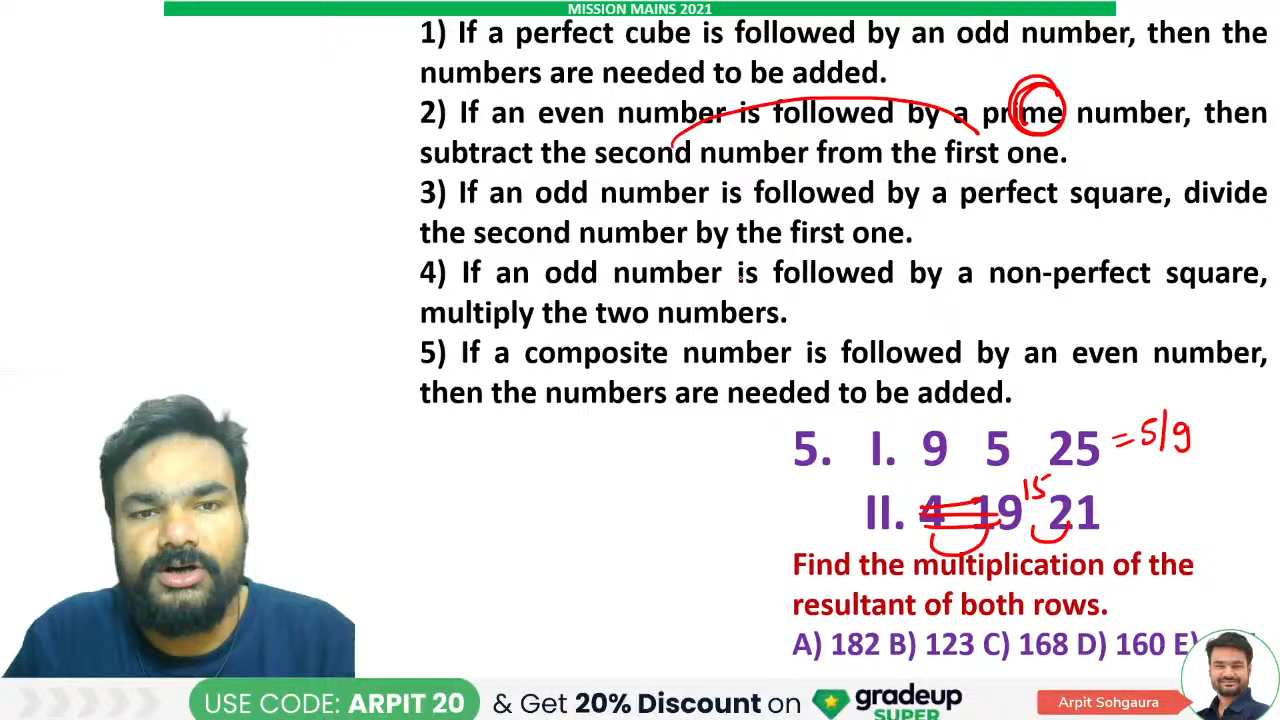 MISSION MAINS 2021
1) If a perfect cube is followed by an odd number, then the
numbers are needed to be added.
2) If an even number is followed by a prime number, then
subtract the second number from the first one.
3) If an odd number is followed by a perfect square, divide
the second number by the first one.
4) If an odd number is followed by a non-perfect square,
multiply the two numbers.
5) If a composite number is followed by an even number,
then the numbers are needed to be added.
5. I. 9 5 25 = 5/9
15
II. 4 19 21
Find the multiplication of the
resultant of both rows.
A) 182 B) 123 C) 168 D) 160 E)
USE CODE: ARPIT 20 & Get 20% Discount on gradeup
SUPER
Arpit Sohgaura